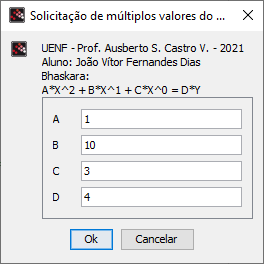 Solicitação de múltiplos valores do ...
UENF - Prof. Ausberto S. Castro V. - 2021
Aluno: João Vítor Fernandes Dias
Bhaskara:
A*X^2 + B*X^1 + C*X^0 = D*Y
A 1
B 10
C 3
D 4
Ok Cancelar